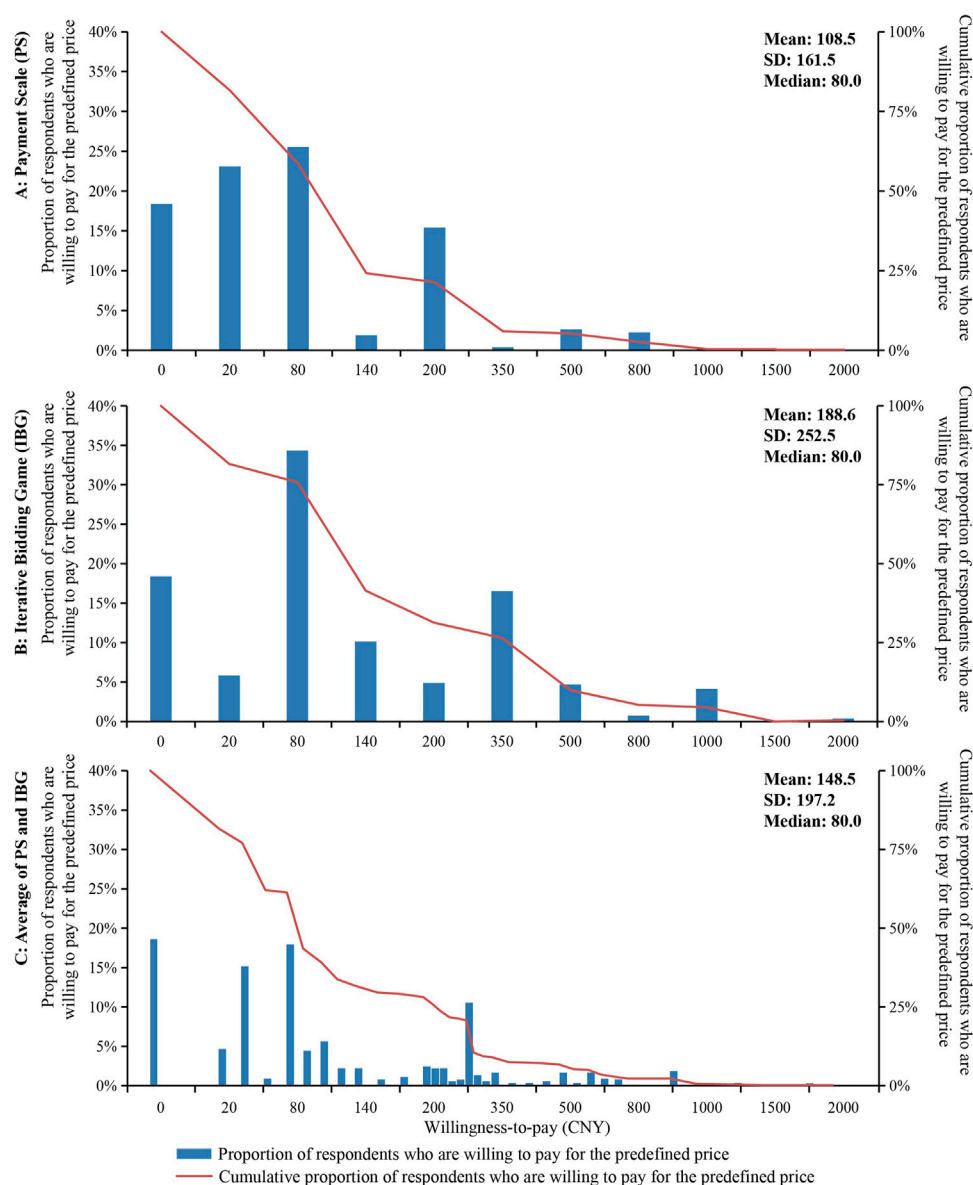 A: Payment Scale (PS)
Proportion of respondents who are
willing to pay for the predefined price
40%
35%
30%
25%
20%
15%
10%
5%
0%
Mean: 108.5
SD: 161.5
Median: 80.0
100%
75%
50%
25%
0%
Cumulative proportion of respondents who are
willing to pay for the predefined price
0 20 80 140 200 350 500 800 1000 1500 2000
B: Iterative Bidding Game (IBG)
Proportion of respondents who are
willing to pay for the predefined price
40%
35%
30%
25%
20%
15%
10%
5%
0%
Mean: 188.6
SD: 252.5
Median: 80.0
100%
75%
50%
25%
0%
Cumulative proportion of respondents who are
willing to pay for the predefined price
0 20 80 140 200 350 500 800 1000 1500 2000
C: Average of PS and IBG
Proportion of respondents who are
willing to pay for the predefined price
40%
35%
30%
25%
20%
15%
10%
5%
0%
Mean: 148.5
SD: 197.2
Median: 80.0
100%
75%
50%
25%
0%
Cumulative proportion of respondents who are
willing to pay for the predefined price
0 20 80 140 200 350 500 800 1000 1500 2000
Willingness-to-pay (CNY)
Proportion of respondents who are willing to pay for the predefined price
Cumulative proportion of respondents who are willing to pay for the predefined price